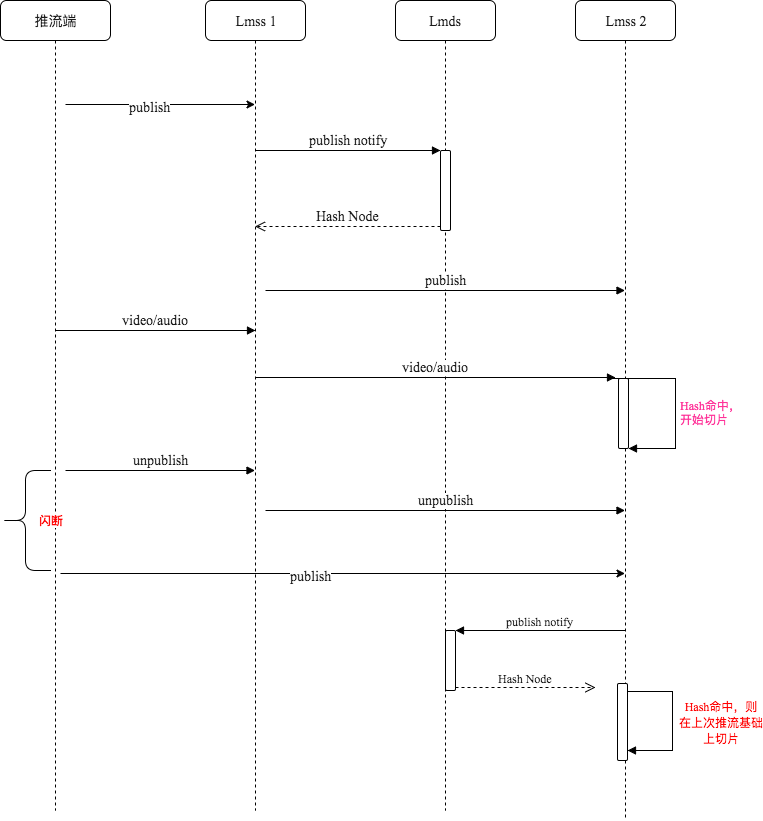 推流端
Lmss 1
Lmds
Lmss 2
publish
publish notify
Hash Node
publish
video/audio
video/audio
Hash命中，
开始切片
unpublish
unpublish
闪断
publish
publish notify
Hash Node
Hash命中，则
在上次推流基础
上切片